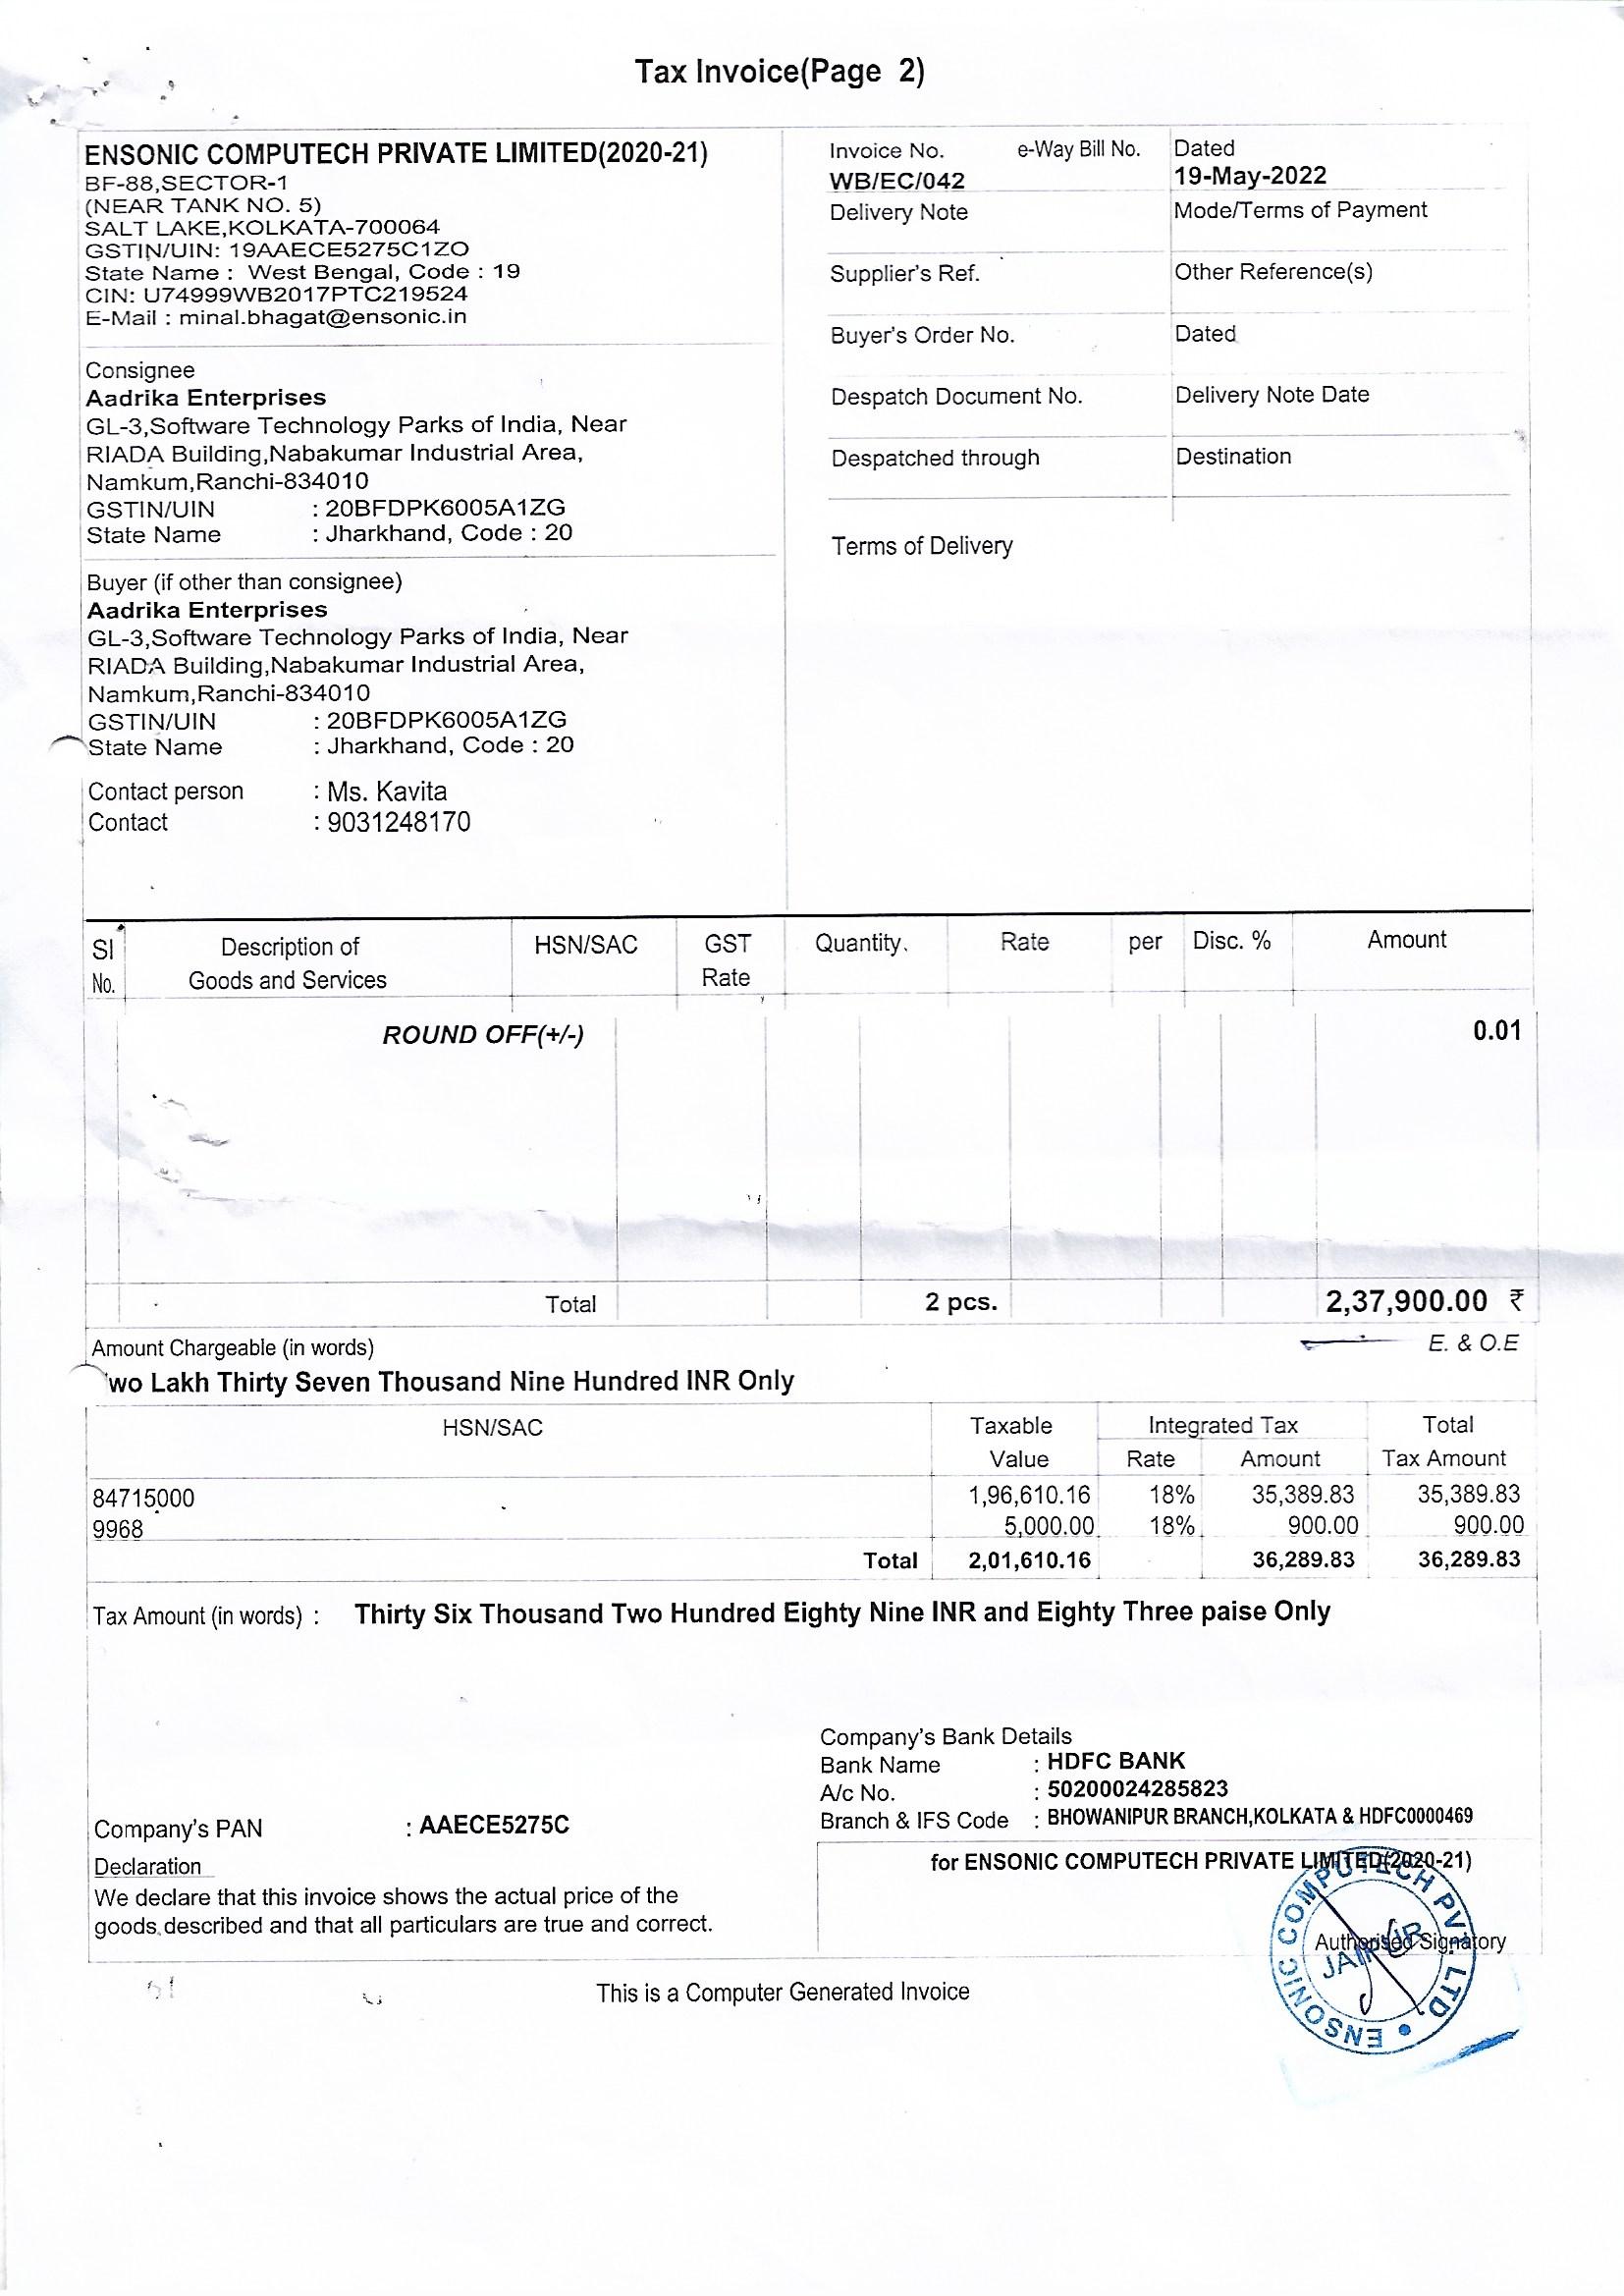 Tax Invoice(Page 2)
ENSONIC COMPUTECH PRIVATE LIMITED(2020-21)
BF-88,SECTOR-1
(NEAR TANK NO. 5)
SALT LAKE,KOLKATA-700064
GSTIN/UIN: 19AAECE5275C1ZO
State Name : West Bengal, Code : 19
CIN: U74999WB2017PTC219524
E-Mail : minal.bhagat@ensonic.in
Invoice No. e-Way Bill No. Dated
WB/EC/042 19-May-2022
Delivery Note Mode/Terms of Payment
Supplier's Ref. Other Reference(s)
Buyer's Order No. Dated
Despatch Document No. Delivery Note Date
Despatched through Destination
Terms of Delivery
Consignee
Aadrika Enterprises
GL-3,Software Technology Parks of India, Near
RIADA Building,Nabakumar Industrial Area,
Namkum,Ranchi-834010
GSTIN/UIN : 20BFDPK6005A1ZG
State Name : Jharkhand, Code : 20
Buyer (if other than consignee)
Aadrika Enterprises
GL-3,Software Technology Parks of India, Near
RIADA Building,Nabakumar Industrial Area,
Namkum,Ranchi-834010
GSTIN/UIN : 20BFDPK6005A1ZG
State Name : Jharkhand, Code : 20
Contact person : Ms. Kavita
Contact : 9031248170
Sl Description of HSN/SAC GST Quantity. Rate per Disc. % Amount
No. Goods and Services Rate
ROUND OFF(+/-) 0.01
Total 2 pcs. 2,37,900.00 ₹
Amount Chargeable (in words) E. & O.E
wo Lakh Thirty Seven Thousand Nine Hundred INR Only
HSN/SAC Taxable Integrated Tax Total
Value Rate Amount Tax Amount
84715000 1,96,610.16 18% 35,389.83 35,389.83
9968 5,000.00 18% 900.00 900.00
Total 2,01,610.16 36,289.83 36,289.83
Tax Amount (in words) : Thirty Six Thousand Two Hundred Eighty Nine INR and Eighty Three paise Only
Company's Bank Details
Bank Name : HDFC BANK
A/c No. : 50200024285823
Branch & IFS Code : BHOWANIPUR BRANCH,KOLKATA & HDFC0000469
Company's PAN : AAECE5275C
Declaration
We declare that this invoice shows the actual price of the
goods described and that all particulars are true and correct.
for ENSONIC COMPUTECH PRIVATE LIMITED(2020-21)
Authorised Signatory
ENSONIC COMPUTECH PVT. LTD.
JAIPUR
This is a Computer Generated Invoice